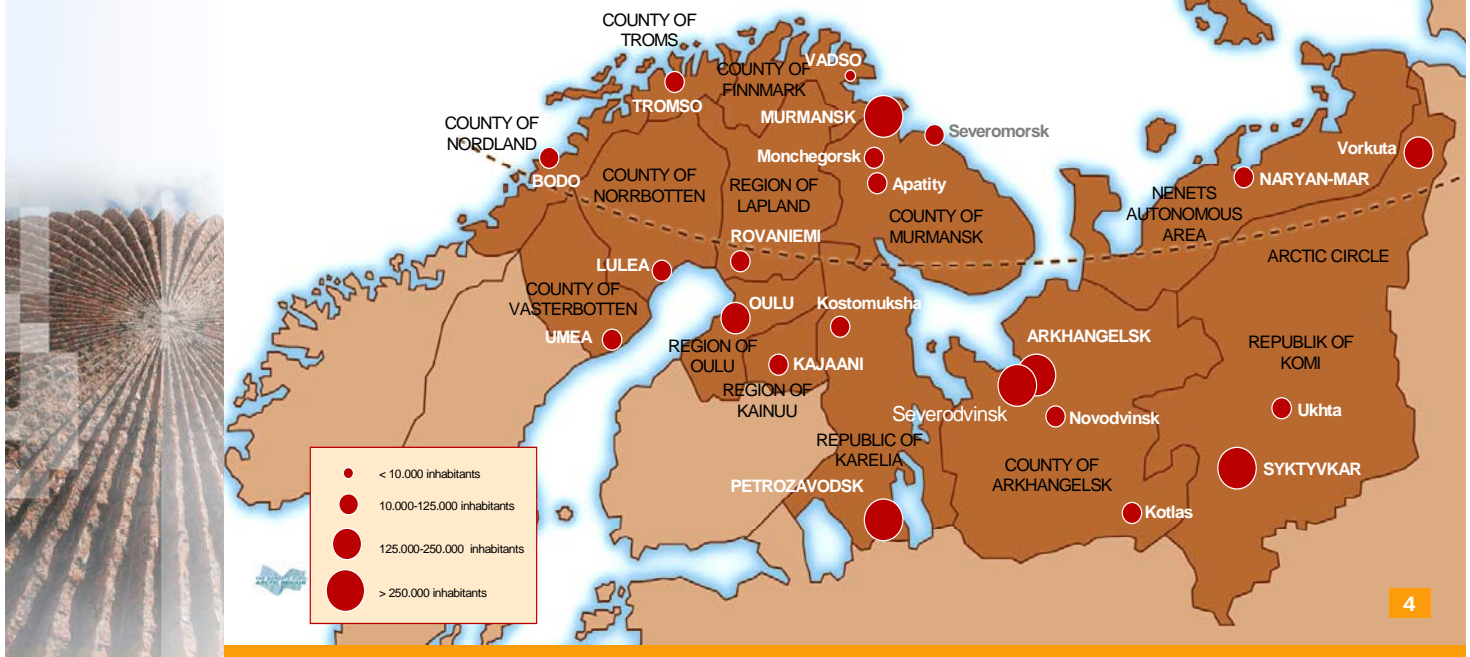 COUNTY OF
TROMS
VADSO
COUNTY OF
FINNMARK
TROMSO
MURMANSK
Severomorsk
COUNTY OF
NORDLAND
BODO
Monchegorsk
Apatity
Vorkuta
NARYAN-MAR
COUNTY OF
NORRBOTTEN
REGION OF
LAPLAND
COUNTY OF
MURMANSK
NENETS
AUTONOMOUS
AREA
ROVANIEMI
ARCTIC CIRCLE
LULEA
COUNTY OF
VASTERBOTTEN
OULU
Kostomuksha
UMEA
REGION OF
OULU
KAJAANI
REGION OF
KAINUU
ARKHANGELSK
REPUBLIK OF
KOMI
Severodvinsk
Novodvinsk
Ukhta
REPUBLIC OF
KARELIA
COUNTY OF
ARKHANGELSK
SYKTYVKAR
PETROZAVODSK
Kotlas
< 10.000 inhabitants
10.000-125.000 inhabitants
125.000-250.000 inhabitants
> 250.000 inhabitants
4